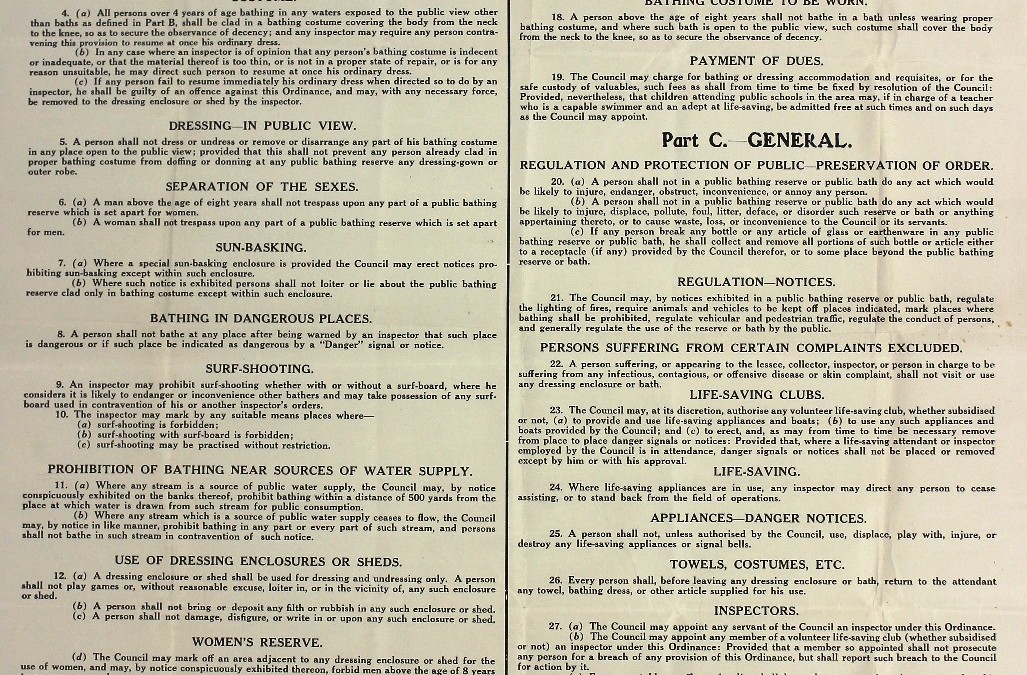 4. (a) All persons over 4 years of age bathing in any waters exposed to the public view other
than baths as defined in Part B, shall be clad in a bathing costume covering the body from the neck
to the knee, so as to secure the observance of decency; and any inspector may require any person contra-
vening this provision to resume at once his ordinary dress.
(b) In any case where an inspector is of opinion that any person's bathing costume is indecent
or inadequate, or that the material thereof is too thin, or is not in a proper state of repair, or is for any
reason unsuitable, he may direct such person to resume at once his ordinary dress.
(c) If any person fail to resume immediately his ordinary dress when directed so to do by an
inspector, he shall be guilty of an offence against this Ordinance, and may, with any necessary force,
be removed to the dressing enclosure or shed by the inspector.
DRESSING—IN PUBLIC VIEW.
5. A person shall not dress or undress or remove or disarrange any part of his bathing costume
in any place open to the public view; provided that this shall not prevent any person already clad in
proper bathing costume from doffing or donning at any public bathing reserve any dressing-gown or
outer robe.
SEPARATION OF THE SEXES.
6. (a) A man above the age of eight years shall not trespass upon any part of a public bathing
reserve which is set apart for women.
(b) A woman shall not trespass upon any part of a public bathing reserve which is set apart
for men.
SUN-BASKING.
7. (a) Where a special sun-basking enclosure is provided the Council may erect notices pro-
hibiting sun-basking except within such enclosure.
(b) Where such notice is exhibited persons shall not loiter or lie about the public bathing
reserve clad only in bathing costume except within such enclosure.
BATHING IN DANGEROUS PLACES.
8. A person shall not bathe at any place after being warned by an inspector that such place
is dangerous or if such place be indicated as dangerous by a "Danger" signal or notice.
SURF-SHOOTING.
9. An inspector may prohibit surf-shooting whether with or without a surf-board, where he
considers it is likely to endanger or inconvenience other bathers and may take possession of any surf-
board used in contravention of his or another inspector's orders.
10. The inspector may mark by any suitable means places where—
(a) surf-shooting is forbidden;
(b) surfing with surf-board is forbidden;
(c) surf-shooting may be practised without restriction.
PROHIBITION OF BATHING NEAR SOURCES OF WATER SUPPLY.
11. (a) Where any stream is a source of public water supply, the Council may, by notice
conspicuously exhibited on the banks thereof, prohibit bathing within a distance of 500 yards from the
place at which water is drawn from such stream for public consumption.
(b) Where any stream which is a source of public water supply ceases to flow, the Council
may, by notice in like manner, prohibit bathing in any part or every part of such stream, and persons
shall not bathe in such stream in contravention of such notice.
USE OF DRESSING ENCLOSURES OR SHEDS.
12. (a) A dressing enclosure or shed shall be used for dressing and undressing only. A person
shall not play games or, without reasonable excuse, loiter in, or in the vicinity of, any such enclosure
or shed.
(b) A person shall not bring or deposit any filth or rubbish in any such enclosure or shed.
(c) A person shall not damage, disfigure, or write in or upon any such enclosure or shed.
WOMEN'S RESERVE.
(d) The Council may mark off an area adjacent to any dressing enclosure or shed for the
use of women, and may, by notice conspicuously exhibited thereon, forbid men above the age of 8 years
BATHING COSTUME TO BE WORN.
18. A person above the age of eight years shall not bathe in a bath unless wearing proper
bathing costume, and where such bath is open to the public view, such costume shall cover the body
from the neck to the knee, so as to secure the observance of decency.
PAYMENT OF DUES.
19. The Council may charge for bathing or dressing accommodation and requisites, or for the
safe custody of valuables, such fees as shall from time to time be fixed by resolution of the Council:
Provided, nevertheless, that children attending public schools in the area may, if in charge of a teacher
who is a capable swimmer and an adept at life-saving, be admitted free at such times and on such days
as the Council may appoint.
Part C.—GENERAL.
REGULATION AND PROTECTION OF PUBLIC—PRESERVATION OF ORDER.
20. (a) A person shall not in a public bathing reserve or public bath do any act which would
be likely to injure, endanger, obstruct, inconvenience, or annoy any person.
(b) A person shall not in a public bathing reserve or public bath do any act which would
be likely to injure, displace, pollute, foul, litter, deface, or disorder such reserve or bath or anything
appertaining thereto, or to cause waste, loss, or inconvenience to the Council or its servants.
(c) If any person break any bottle or any article of glass or earthenware in any public
bathing reserve or public bath, he shall collect and remove all portions of such bottle or article either
to a receptacle (if any) provided by the Council therefor, or to some place beyond the public bathing
reserve or bath.
REGULATION—NOTICES.
21. The Council may, by notices exhibited in a public bathing reserve or public bath, regulate
the lighting of fires, require animals and vehicles to be kept off places indicated, mark places where
bathing shall be prohibited, regulate vehicular and pedestrian traffic, regulate the conduct of persons,
and generally regulate the use of the reserve or bath by the public.
PERSONS SUFFERING FROM CERTAIN COMPLAINTS EXCLUDED.
22. A person suffering, or appearing to the lessee, collector, inspector, or person in charge to be
suffering from any infectious, contagious, or offensive disease or skin complaint, shall not visit or use
any dressing enclosure or bath.
LIFE-SAVING CLUBS.
23. The Council may, at its discretion, authorise any volunteer life-saving club, whether subsidised
or not, (a) to provide and use life-saving appliances and boats; (b) to use any such appliances and
boats provided by the Council; and (c) to erect, and, as may from time to time be necessary remove
from place to place danger signals or notices: Provided that, where a life-saving attendant or inspector
employed by the Council is in attendance, danger signals or notices shall not be placed or removed
except by him or with his approval.
LIFE-SAVING.
24. Where life-saving appliances are in use, any inspector may direct any person to cease
assisting, or to stand back from the field of operations.
APPLIANCES—DANGER NOTICES.
25. A person shall not, unless authorised by the Council, use, displace, play with, injure, or
destroy any life-saving appliances or signal bells.
TOWELS, COSTUMES, ETC.
26. Every person shall, before leaving any dressing enclosure or bath, return to the attendant
any towel, bathing dress, or other article supplied for his use.
INSPECTORS.
27. (a) The Council may appoint any servant of the Council an inspector under this Ordinance.
(b) The Council may appoint any member of a volunteer life-saving club (whether subsidised
or not) an inspector under this Ordinance: Provided that a member so appointed shall not prosecute
any person for a breach of any provision of this Ordinance, but shall report such breach to the Council
for action by it.